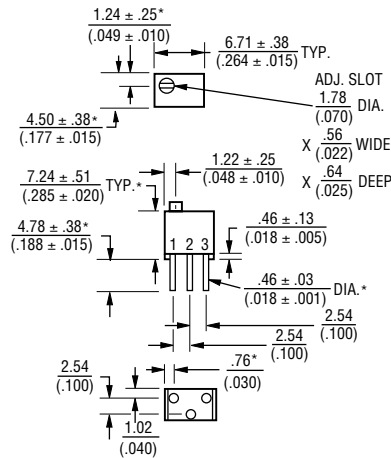 1.24 ± .25*
(.049 ± .010)
6.71 ± .38
(.264 ± .015)
TYP.
ADJ. SLOT
1.78
(.070)
DIA.
4.50 ± .38*
(.177 ± .015)
X .56
(.022)
WIDE
7.24 ± .51
(.285 ± .020)
TYP.*
1.22 ± .25
(.048 ± .010)
X .64
(.025)
DEEP
4.78 ± .38*
(.188 ± .015)
1 2 3
.46 ± .13
(.018 ± .005)
.46 ± .03
(.018 ± .001)
DIA.*
2.54
(.100)
2.54
(.100)
2.54
(.100)
.76*
(.030)
1.02
(.040)